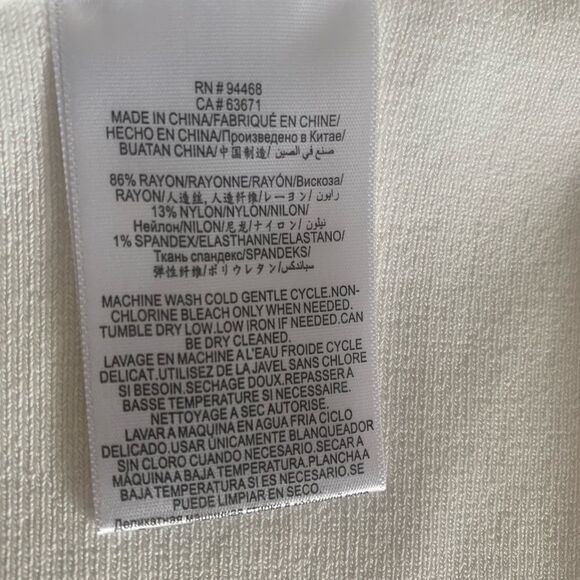 RN # 94468
CA # 63671
MADE IN CHINA/FABRIQUÉ EN CHINE/
HECHO EN CHINA/Произведено в Китае/
BUATAN CHINA/中国制造/صنع في الصين/
86% RAYON/RAYONNE/RAYÓN/Вискоза/
RAYON/人造丝, 人造纤维/レーヨン/رايون/
13% NYLON/NYLON/NILON/
Нейлон/NILON/尼龙/ナイロン/نيلون/
1% SPANDEX/ELASTHANNE/ELASTANO/
Ткань спандекс/SPANDEKS/
弹性纤维/ポリウレタン/سباندكس
MACHINE WASH COLD GENTLE CYCLE.NON-
CHLORINE BLEACH ONLY WHEN NEEDED.
TUMBLE DRY LOW.LOW IRON IF NEEDED.CAN
BE DRY CLEANED.
LAVAGE EN MACHINE A L'EAU FROIDE CYCLE
DELICAT.UTILISEZ DE LA JAVEL SANS CHLORE
SI BESOIN.SECHAGE DOUX.REPASSER A
BASSE TEMPERATURE SI NECESSAIRE.
NETTOYAGE A SEC AUTORISE.
LAVAR A MAQUINA EN AGUA FRIA CICLO
DELICADO.USAR ÚNICAMENTE BLANQUEADOR
SIN CLORO CUANDO NECESARIO.SECAR A
MÁQUINA A BAJA TEMPERATURA.PLANCHA A
BAJA TEMPERATURA SI ES NECESARIO.SE
PUEDE LIMPIAR EN SECO.
Деликатная